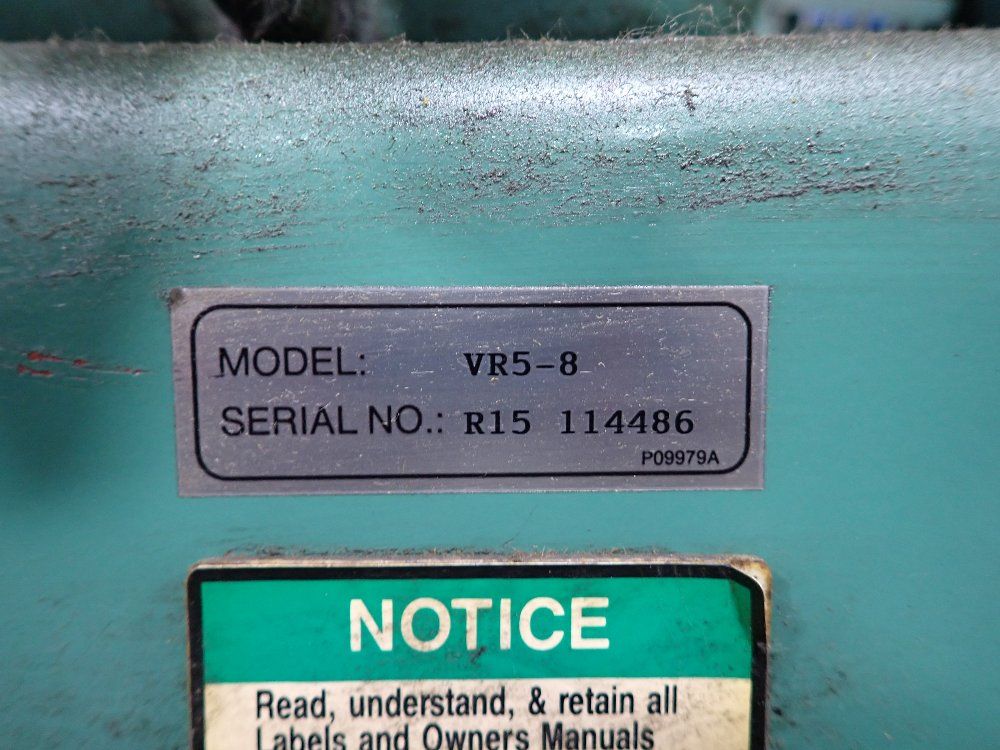 MODEL: VR5-8
SERIAL NO.: R15 114486
P09979A
NOTICE
Read, understand, & retain all
Labels and Owners Manuals